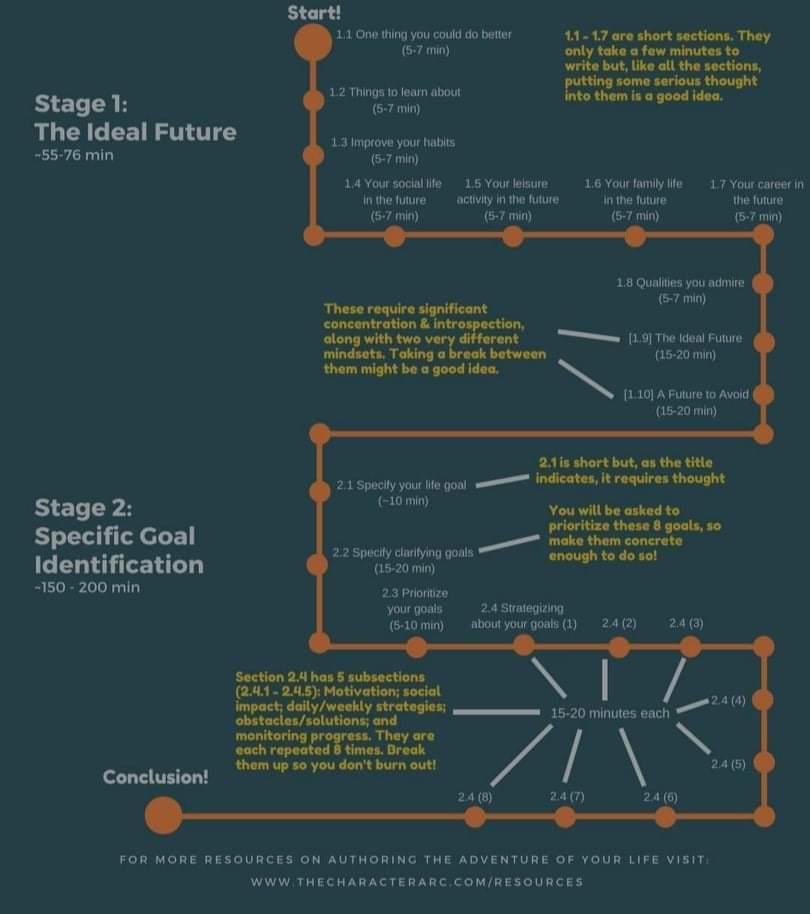 Start!
1.1 One thing you could do better
(5-7 min)
1.1 - 1.7 are short sections. They
only take a few minutes to
write but, like all the sections,
putting some serious thought
into them is a good idea.
1.2 Things to learn about
(5-7 min)
Stage 1:
The Ideal Future
~55-76 min
1.3 Improve your habits
(5-7 min)
1.4 Your social life
in the future
(5-7 min)
1.5 Your leisure
activity in the future
(5-7 min)
1.6 Your family life
in the future
(5-7 min)
1.7 Your career in
the future
(5-7 min)
1.8 Qualities you admire
(5-7 min)
These require significant
concentration & introspection,
along with two very different
mindsets. Taking a break between
them might be a good idea.
[1.9] The Ideal Future
(15-20 min)
[1.10] A Future to Avoid
(15-20 min)
2.1 Specify your life goal
(~10 min)
2.1 is short but, as the title
indicates, it requires thought
Stage 2:
Specific Goal
Identification
~150 - 200 min
You will be asked to
prioritize these 8 goals, so
make them concrete
enough to do so!
2.2 Specify clarifying goals
(15-20 min)
2.3 Prioritize
your goals
(5-10 min)
2.4 Strategizing
about your goals (1)
2.4 (2)
2.4 (3)
Section 2.4 has 5 subsections
(2.4.1 - 2.4.5): Motivation; social
impact; daily/weekly strategies;
obstacles/solutions; and
monitoring progress. They are
each repeated 8 times. Break
them up so you don't burn out!
15-20 minutes each
2.4 (4)
2.4 (5)
Conclusion!
2.4 (8)
2.4 (7)
2.4 (6)
FOR MORE RESOURCES ON AUTHORING THE ADVENTURE OF YOUR LIFE VISIT:
WWW.THECHARACTERARC.COM/RESOURCES